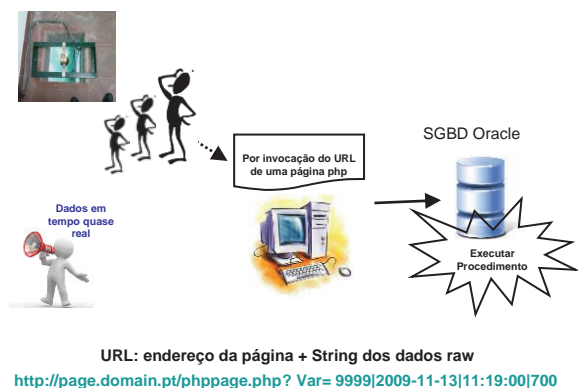 Por invocação do URL
de uma página php
SGBD Oracle
Dados em
tempo quase
real
Executar
Procedimento
URL: endereço da página + String dos dados raw
http://page.domain.pt/phppage.php? Var= 9999|2009-11-13|11:19:00|700